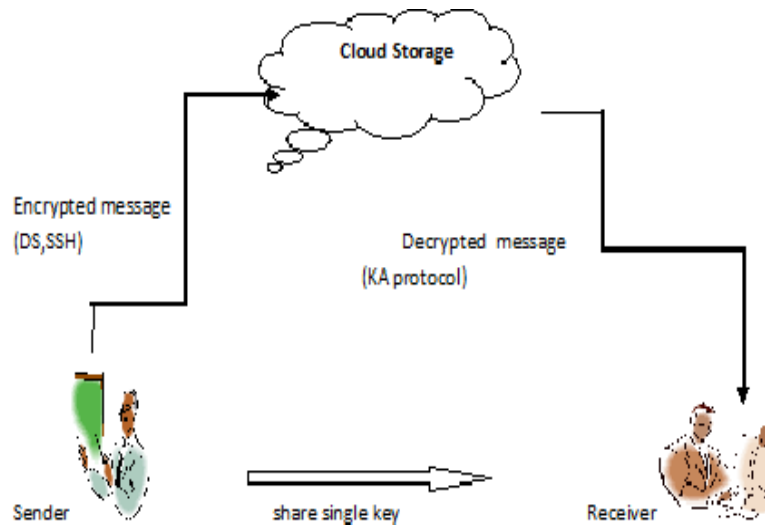 Cloud Storage
Encrypted message
(DS,SSH)
Decrypted message
(KA protocol)
Sender
share single key
Receiver